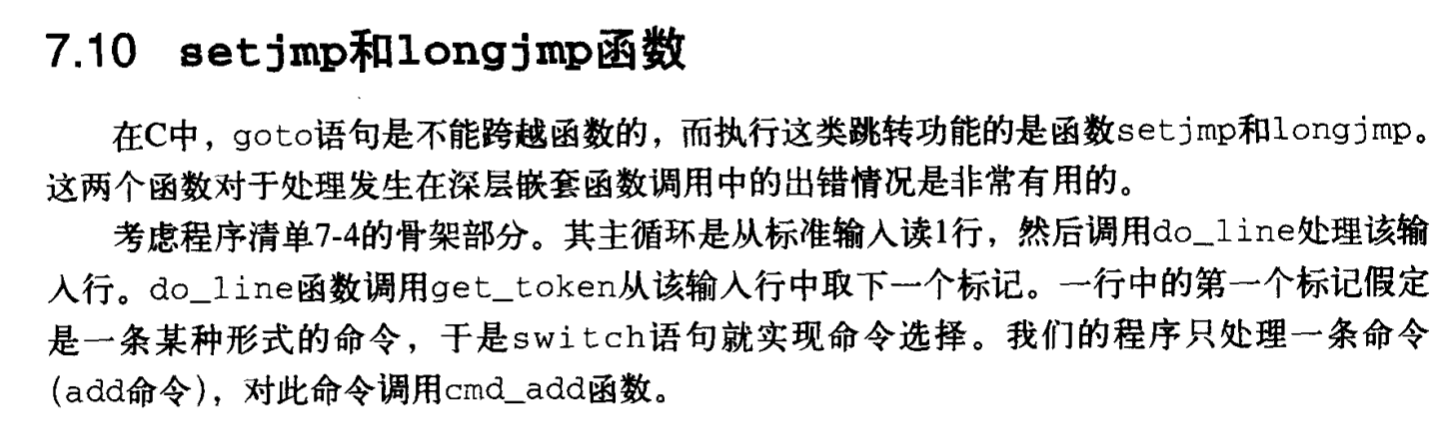 7.10 setjmp和longjmp函数
在C中，goto语句是不能跨越函数的，而执行这类跳转功能的是函数setjmp和longjmp。
这两个函数对于处理发生在深层嵌套函数调用中的出错情况是非常有用的。
考虑程序清单7-4的骨架部分。其主循环是从标准输入读1行，然后调用do_line处理该输
入行。do_line函数调用get_token从该输入行中取下一个标记。一行中的第一个标记假定
是一条某种形式的命令，于是switch语句就实现命令选择。我们的程序只处理一条命令
(add命令)，对此命令调用cmd_add函数。